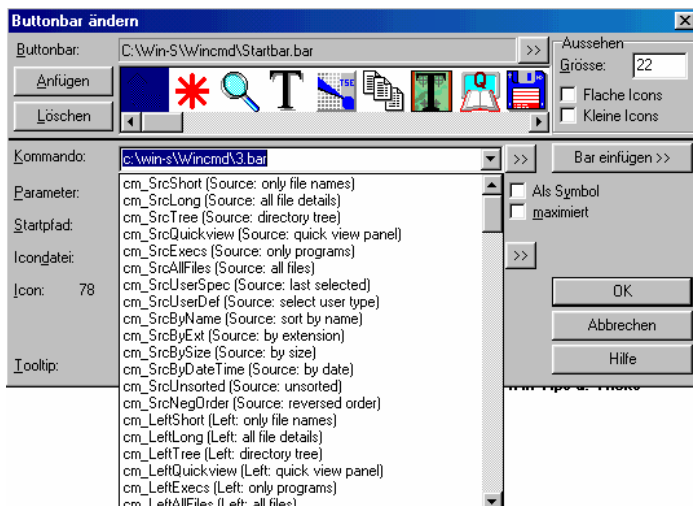 Buttonbar ändern
Buttonbar:
C:\Win-S\Wincmd\Startbar.bar
>>
Aussehen
Grösse:
22
Flache Icons
Kleine Icons
Anfügen
Löschen
T
TSE
T
Q
Kommando:
c:\win-s\Wincmd\3.bar
>>
Bar einfügen >>
Parameter:
Startpfad:
Icondatei:
Icon: 78
Tooltip:
cm_SrcShort (Source: only file names)
cm_SrcLong (Source: all file details)
cm_SrcTree (Source: directory tree)
cm_SrcQuickview (Source: quick view panel)
cm_SrcExecs (Source: only programs)
cm_SrcAllFiles (Source: all files)
cm_SrcUserSpec (Source: last selected)
cm_SrcUserDef (Source: select user type)
cm_SrcByName (Source: sort by name)
cm_SrcByExt (Source: by extension)
cm_SrcBySize (Source: by size)
cm_SrcByDateTime (Source: by date)
cm_SrcUnsorted (Source: unsorted)
cm_SrcNegOrder (Source: reversed order)
cm_LeftShort (Left: only file names)
cm_LeftLong (Left: all file details)
cm_LeftTree (Left: directory tree)
cm_LeftQuickview (Left: quick view panel)
cm_LeftExecs (Left: only programs)
cm_LeftAllFiles (Left: all files)
Als Symbol
maximiert
>>
OK
Abbrechen
Hilfe